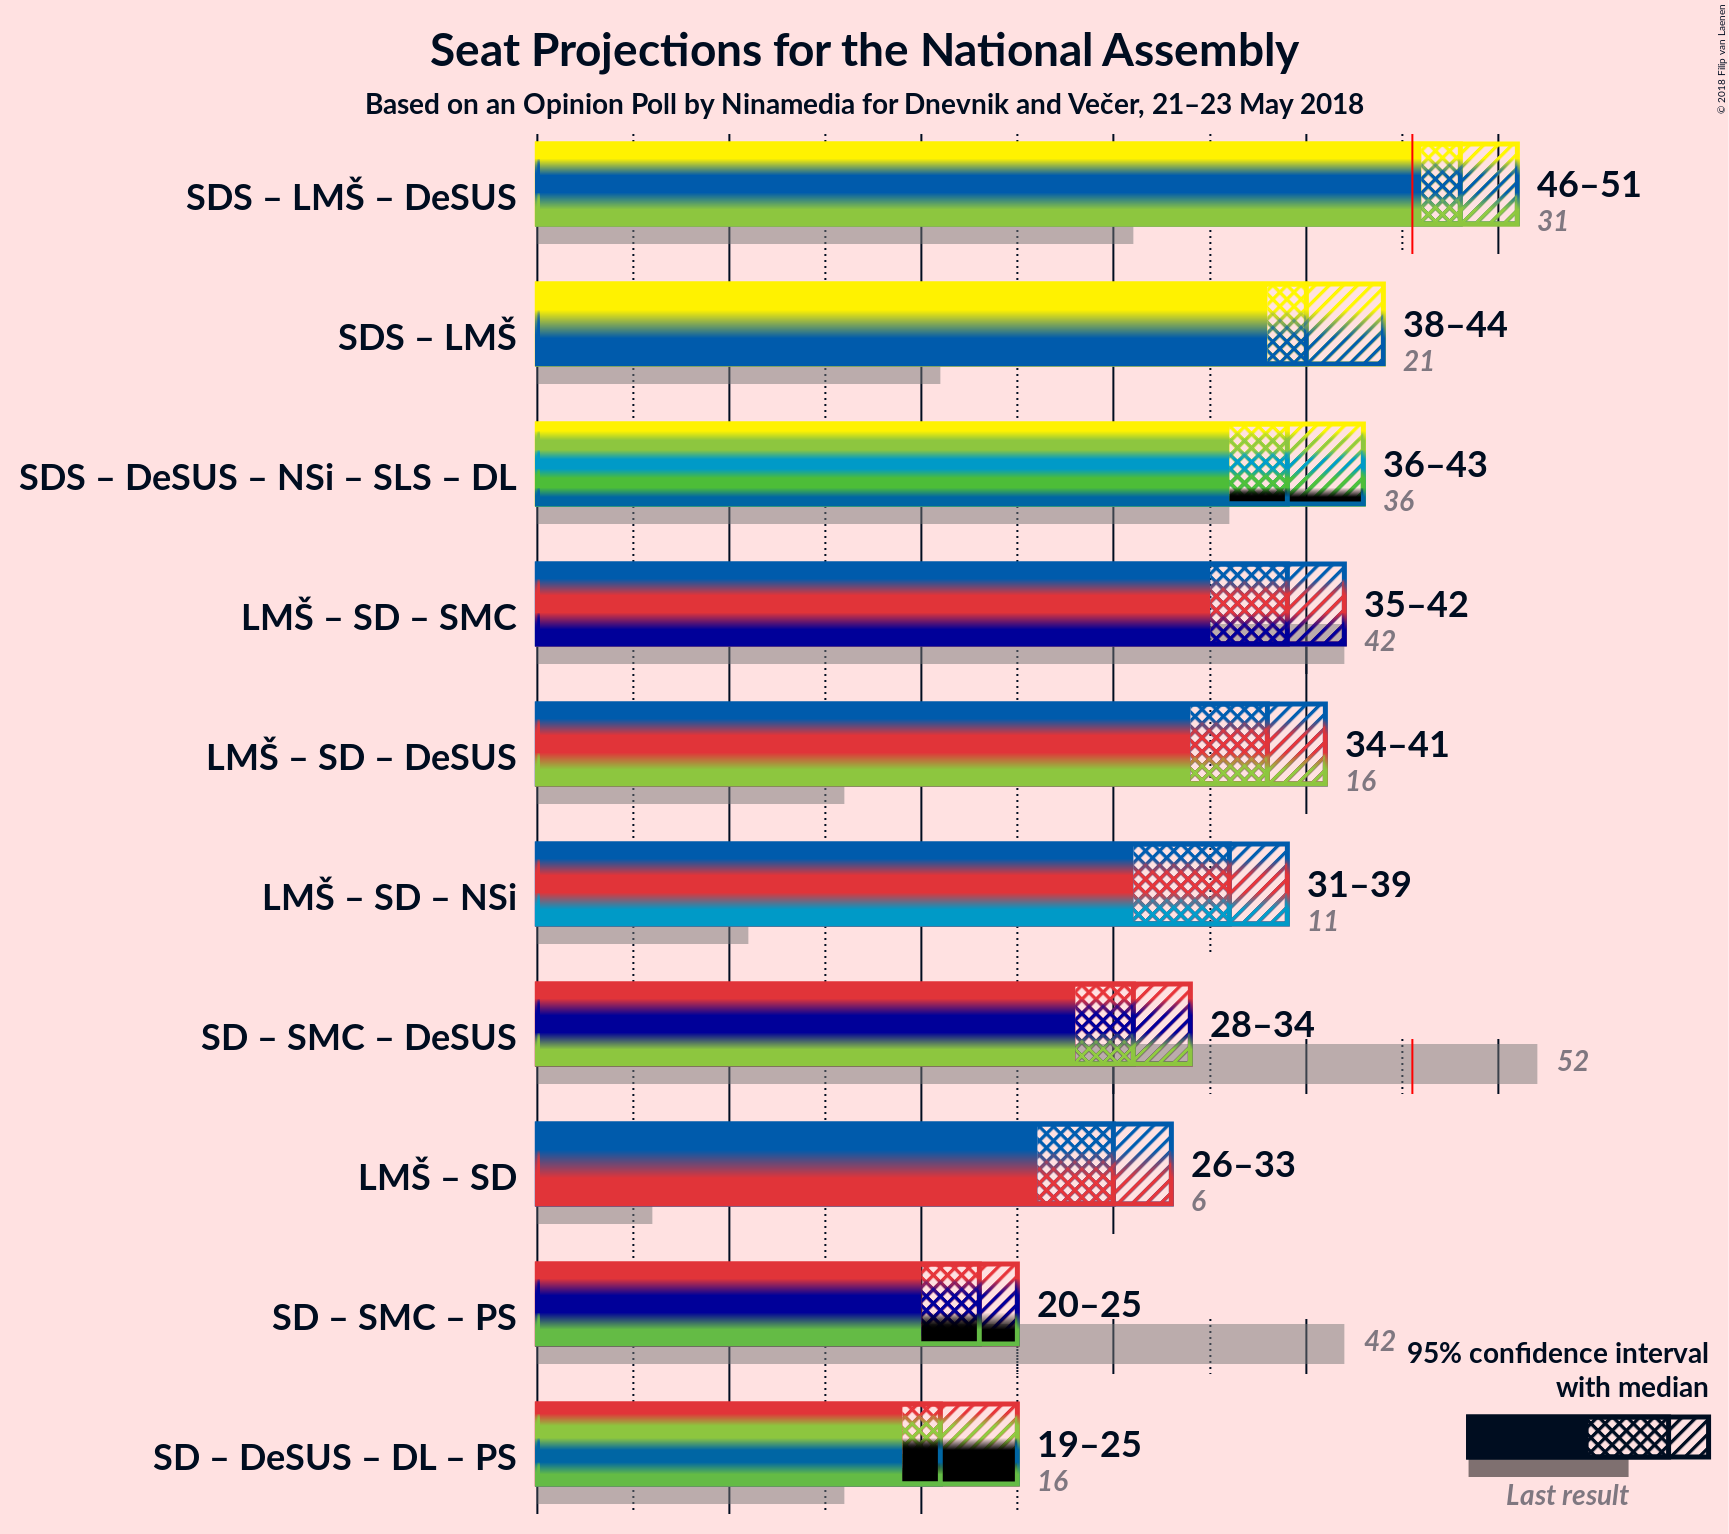 Seat Projections for the National Assembly
Based on an Opinion Poll by Ninamedia for Dnevnik and Večer, 21–23 May 2018
© 2018 Filip van Laenen
SDS – LMŠ – DeSUS
46–51
31
SDS – LMŠ
38–44
21
SDS – DeSUS – NSi – SLS – DL
36–43
36
LMŠ – SD – SMC
35–42
42
LMŠ – SD – DeSUS
34–41
16
LMŠ – SD – NSi
31–39
11
SD – SMC – DeSUS
28–34
52
LMŠ – SD
26–33
6
SD – SMC – PS
20–25
42
SD – DeSUS – DL – PS
19–25
16
95% confidence interval
with median
Last result